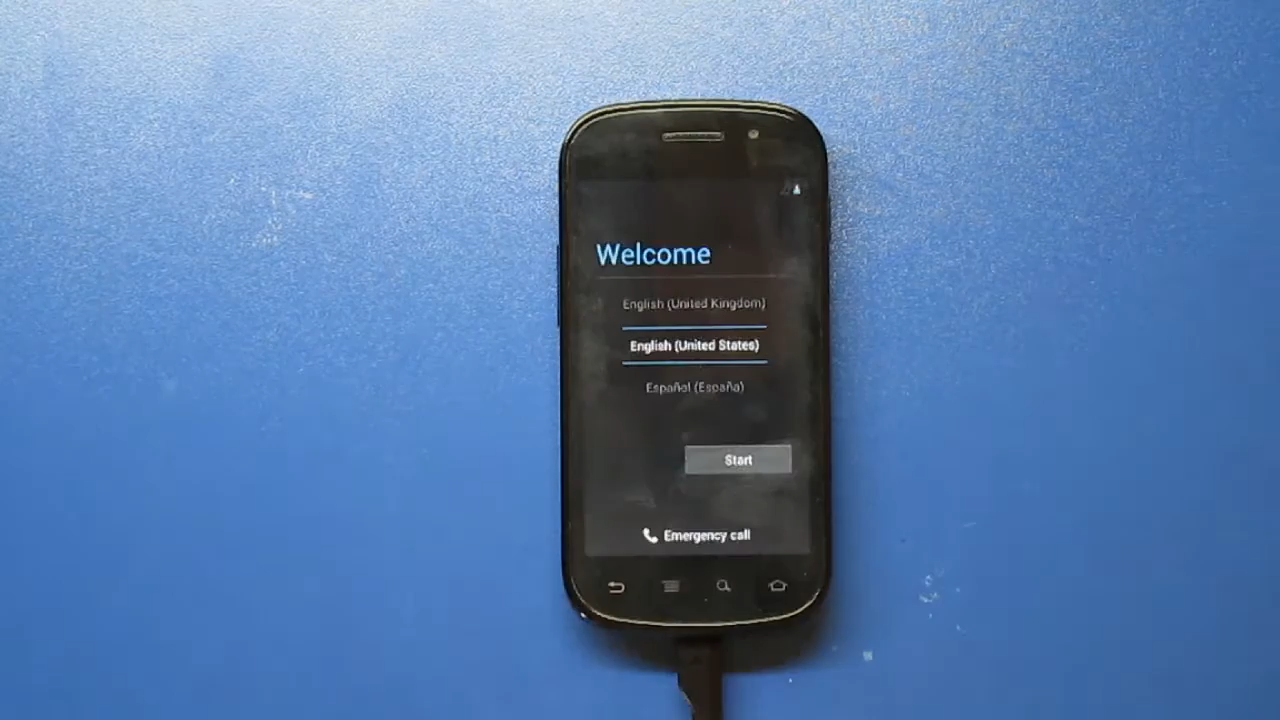 Welcome
English (United Kingdom)
English (United States)
Español (España)
Start
Emergency call